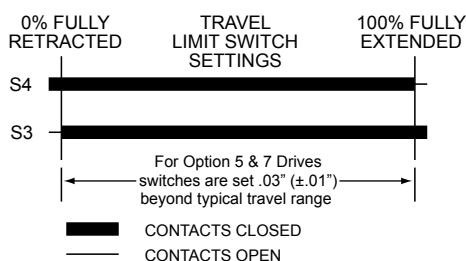 0% FULLY
RETRACTED
TRAVEL
LIMIT SWITCH
SETTINGS
100% FULLY
EXTENDED
S4
S3
For Option 5 & 7 Drives
switches are set .03" (±.01")
beyond typical travel range
CONTACTS CLOSED
CONTACTS OPEN